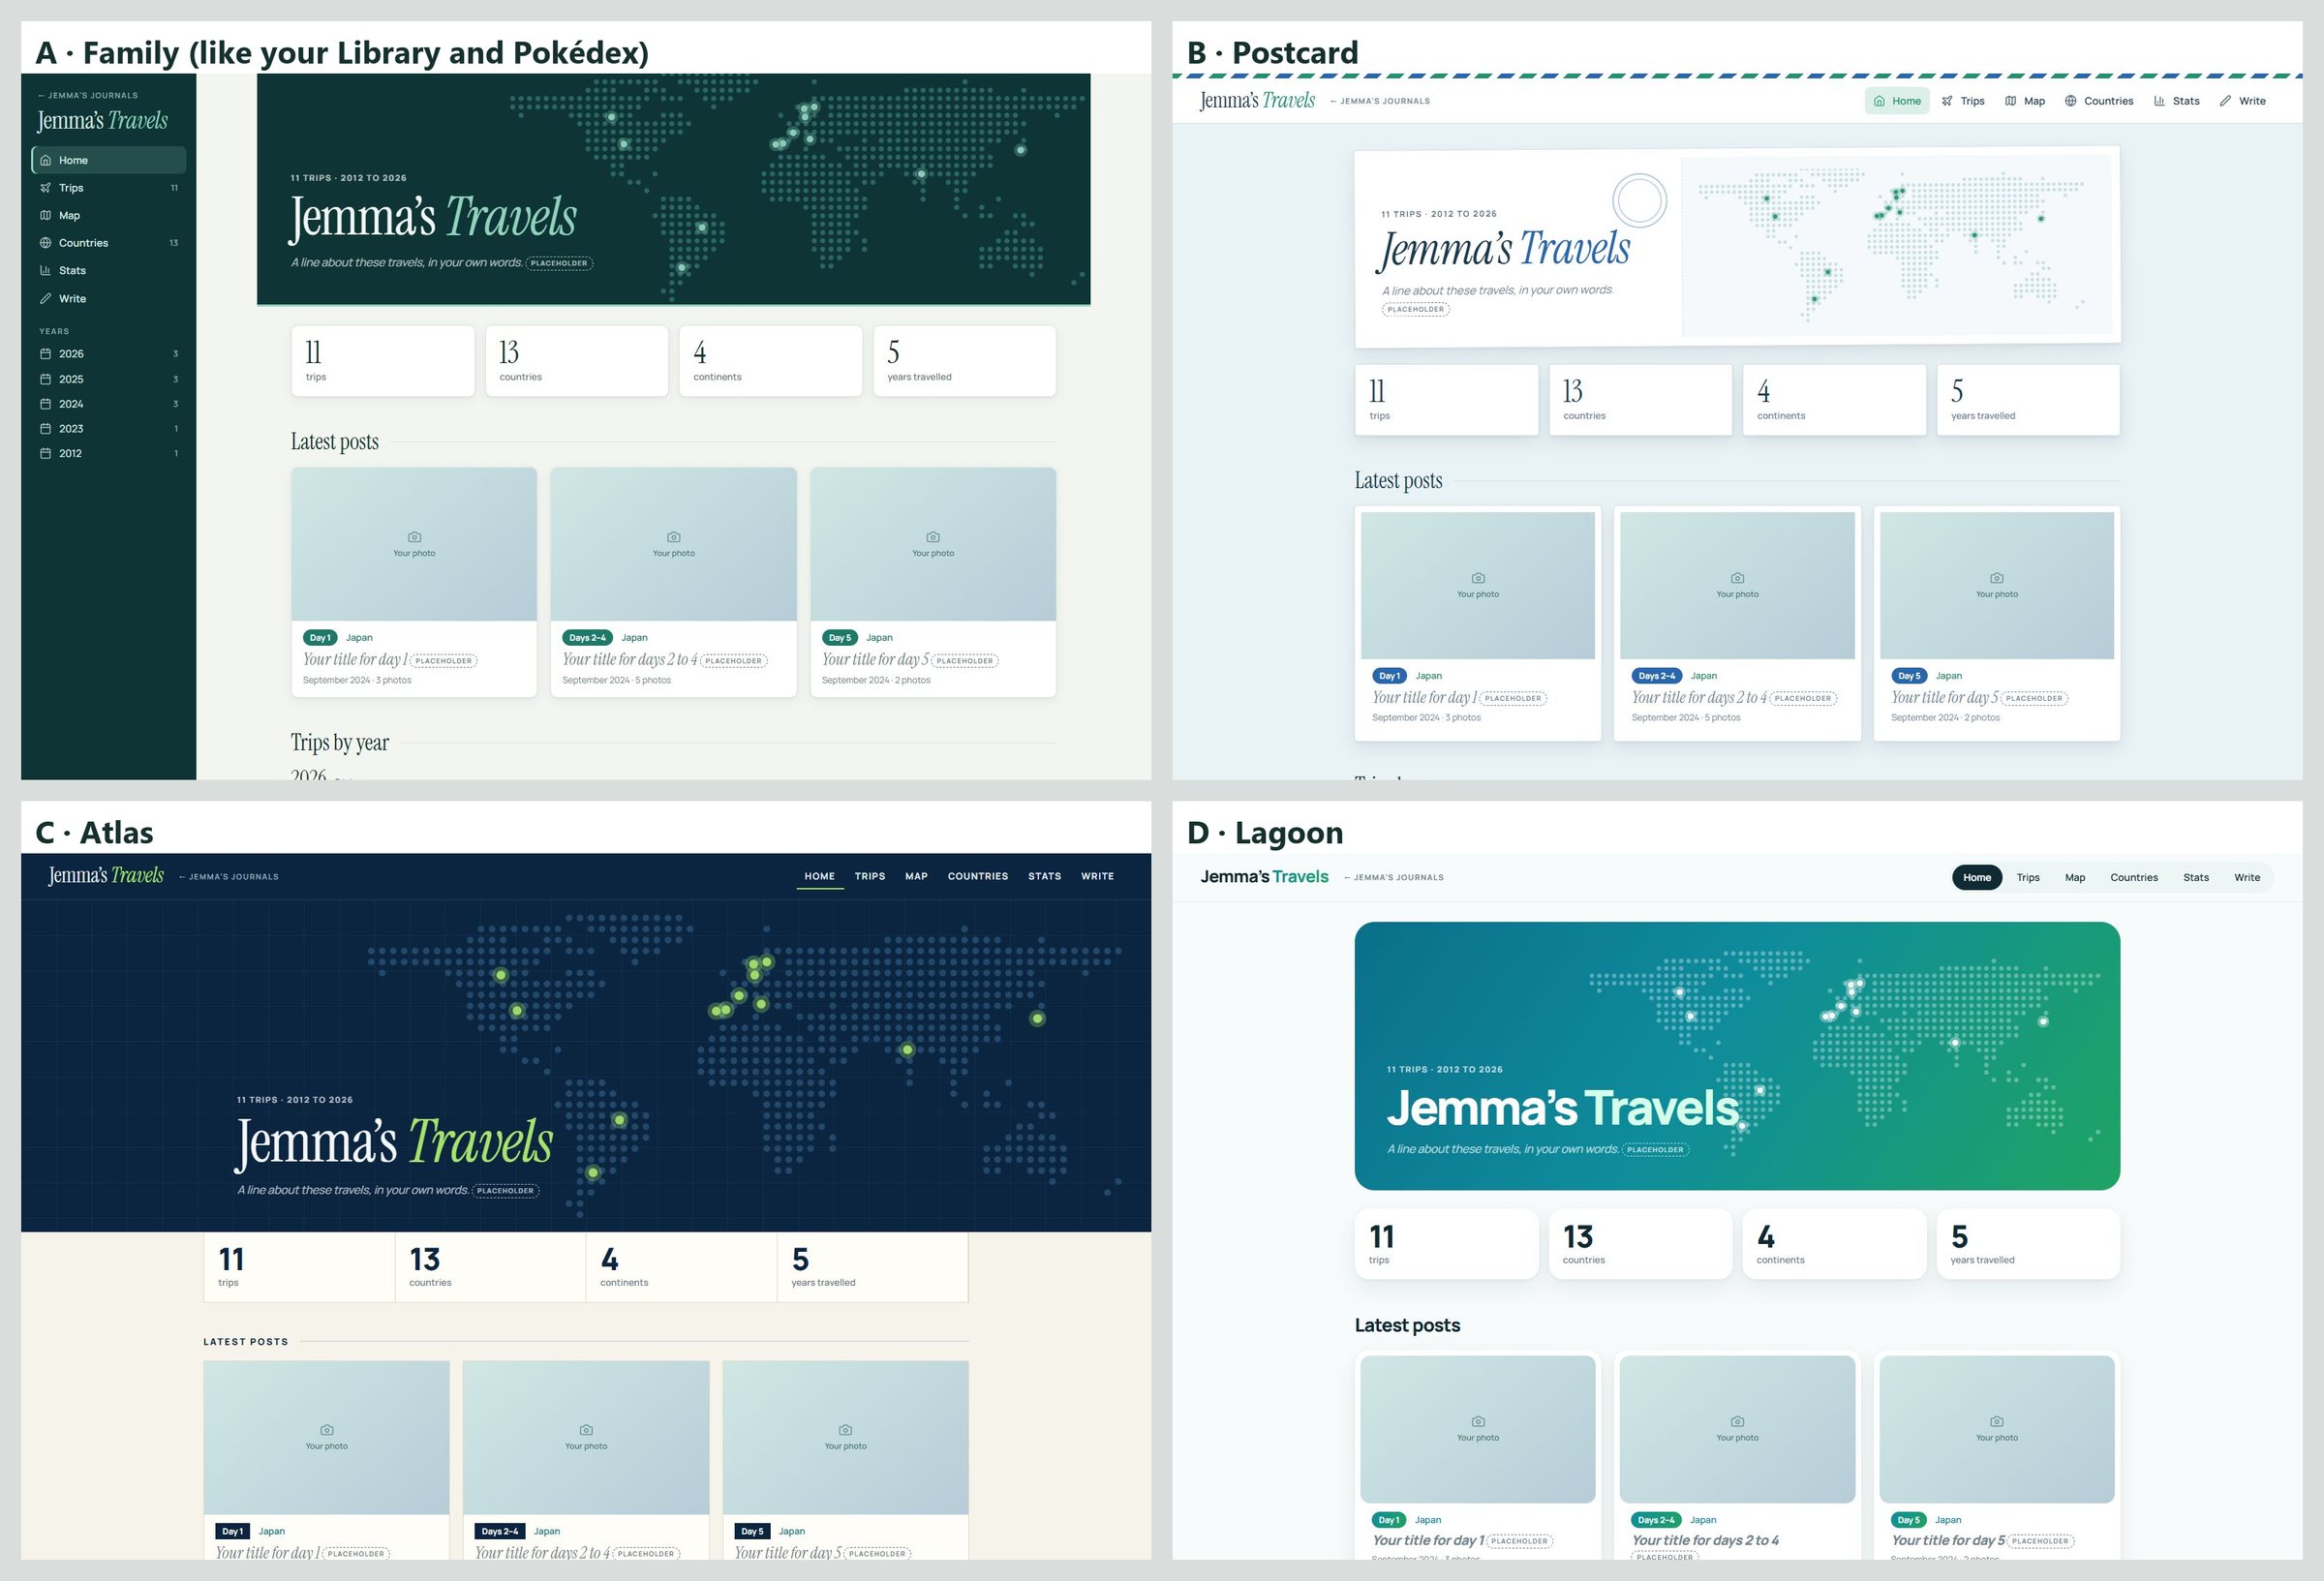 A · Family (like your Library and Pokédex)
← JEMMA'S JOURNALS
Jemma's Travels
Home
Trips 11
Map
Countries 13
Stats
Write
YEARS
2026 3
2025 3
2024 3
2023 1
2012 1
11 TRIPS · 2012 TO 2026
Jemma's Travels
A line about these travels, in your own words. PLACEHOLDER
11
trips
13
countries
4
continents
5
years travelled
Latest posts
Your photo
Day 1 Japan
Your title for day 1 PLACEHOLDER
September 2024 · 3 photos
Your photo
Days 2–4 Japan
Your title for days 2 to 4 PLACEHOLDER
September 2024 · 5 photos
Your photo
Day 5 Japan
Your title for day 5 PLACEHOLDER
September 2024 · 2 photos
Trips by year
2026
B · Postcard
Jemma's Travels ← JEMMA'S JOURNALS Home Trips Map Countries Stats Write
11 TRIPS · 2012 TO 2026
Jemma's Travels
A line about these travels, in your own words.
PLACEHOLDER
11
trips
13
countries
4
continents
5
years travelled
Latest posts
Your photo
Day 1 Japan
Your title for day 1 PLACEHOLDER
September 2024 · 3 photos
Your photo
Days 2–4 Japan
Your title for days 2 to 4 PLACEHOLDER
September 2024 · 5 photos
Your photo
Day 5 Japan
Your title for day 5 PLACEHOLDER
September 2024 · 2 photos
C · Atlas
Jemma's Travels ← JEMMA'S JOURNALS HOME TRIPS MAP COUNTRIES STATS WRITE
11 TRIPS · 2012 TO 2026
Jemma's Travels
A line about these travels, in your own words. PLACEHOLDER
11
trips
13
countries
4
continents
5
years travelled
LATEST POSTS
Your photo
Day 1 Japan
Your title for day 1 PLACEHOLDER
Your photo
Days 2–4 Japan
Your title for days 2 to 4 PLACEHOLDER
Your photo
Day 5 Japan
Your title for day 5 PLACEHOLDER
D · Lagoon
Jemma's Travels ← JEMMA'S JOURNALS Home Trips Map Countries Stats Write
11 TRIPS · 2012 TO 2026
Jemma's Travels
A line about these travels, in your own words. PLACEHOLDER
11
trips
13
countries
4
continents
5
years travelled
Latest posts
Your photo
Day 1 Japan
Your title for day 1 PLACEHOLDER
September 2024 · 3 photos
Your photo
Days 2–4 Japan
Your title for days 2 to 4
PLACEHOLDER
Your photo
Day 5 Japan
Your title for day 5 PLACEHOLDER
September 2024 · 2 photos